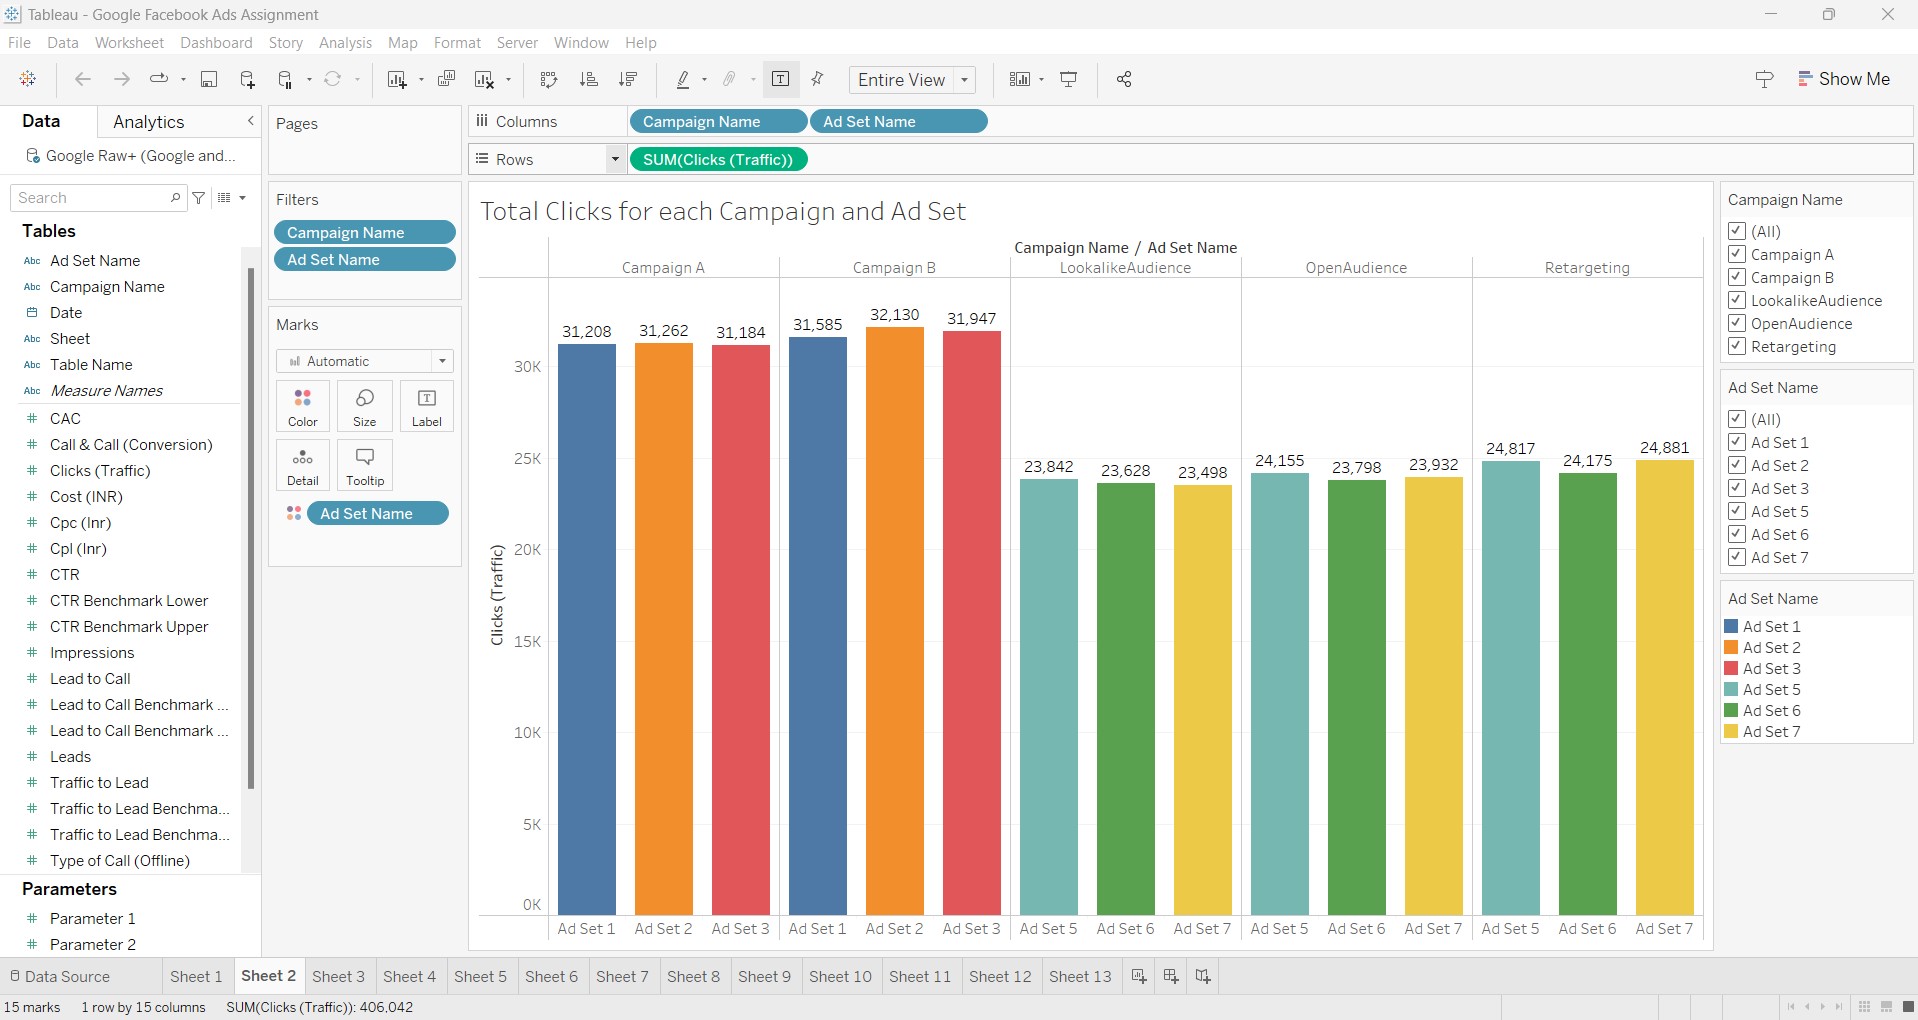 Tableau - Google Facebook Ads Assignment
File Data Worksheet Dashboard Story Analysis Map Format Server Window Help
Entire View
Show Me
Data Analytics
Google Raw+ (Google and...
Search
Tables
Abc Ad Set Name
Abc Campaign Name
Date
Abc Sheet
Abc Table Name
Abc Measure Names
# CAC
# Call & Call (Conversion)
# Clicks (Traffic)
# Cost (INR)
# Cpc (Inr)
# Cpl (Inr)
# CTR
# CTR Benchmark Lower
# CTR Benchmark Upper
# Impressions
# Lead to Call
# Lead to Call Benchmark ...
# Lead to Call Benchmark ...
# Leads
# Traffic to Lead
# Traffic to Lead Benchma...
# Traffic to Lead Benchma...
# Type of Call (Offline)
Parameters
# Parameter 1
# Parameter 2
Pages
Filters
Campaign Name
Ad Set Name
Marks
Automatic
Color Size Label
Detail Tooltip
Ad Set Name
Columns Campaign Name Ad Set Name
Rows SUM(Clicks (Traffic))
Total Clicks for each Campaign and Ad Set
Campaign Name / Ad Set Name
Campaign A Campaign B LookalikeAudience OpenAudience Retargeting
31,208 31,262 31,184 31,585 32,130 31,947 23,842 23,628 23,498 24,155 23,798 23,932 24,817 24,175 24,881
Clicks (Traffic)
30K
25K
20K
15K
10K
5K
0K
Ad Set 1 Ad Set 2 Ad Set 3 Ad Set 1 Ad Set 2 Ad Set 3 Ad Set 5 Ad Set 6 Ad Set 7 Ad Set 5 Ad Set 6 Ad Set 7 Ad Set 5 Ad Set 6 Ad Set 7
Campaign Name
(All)
Campaign A
Campaign B
LookalikeAudience
OpenAudience
Retargeting
Ad Set Name
(All)
Ad Set 1
Ad Set 2
Ad Set 3
Ad Set 5
Ad Set 6
Ad Set 7
Ad Set Name
Ad Set 1
Ad Set 2
Ad Set 3
Ad Set 5
Ad Set 6
Ad Set 7
Data Source Sheet 1 Sheet 2 Sheet 3 Sheet 4 Sheet 5 Sheet 6 Sheet 7 Sheet 8 Sheet 9 Sheet 10 Sheet 11 Sheet 12 Sheet 13
15 marks 1 row by 15 columns SUM(Clicks (Traffic)): 406,042